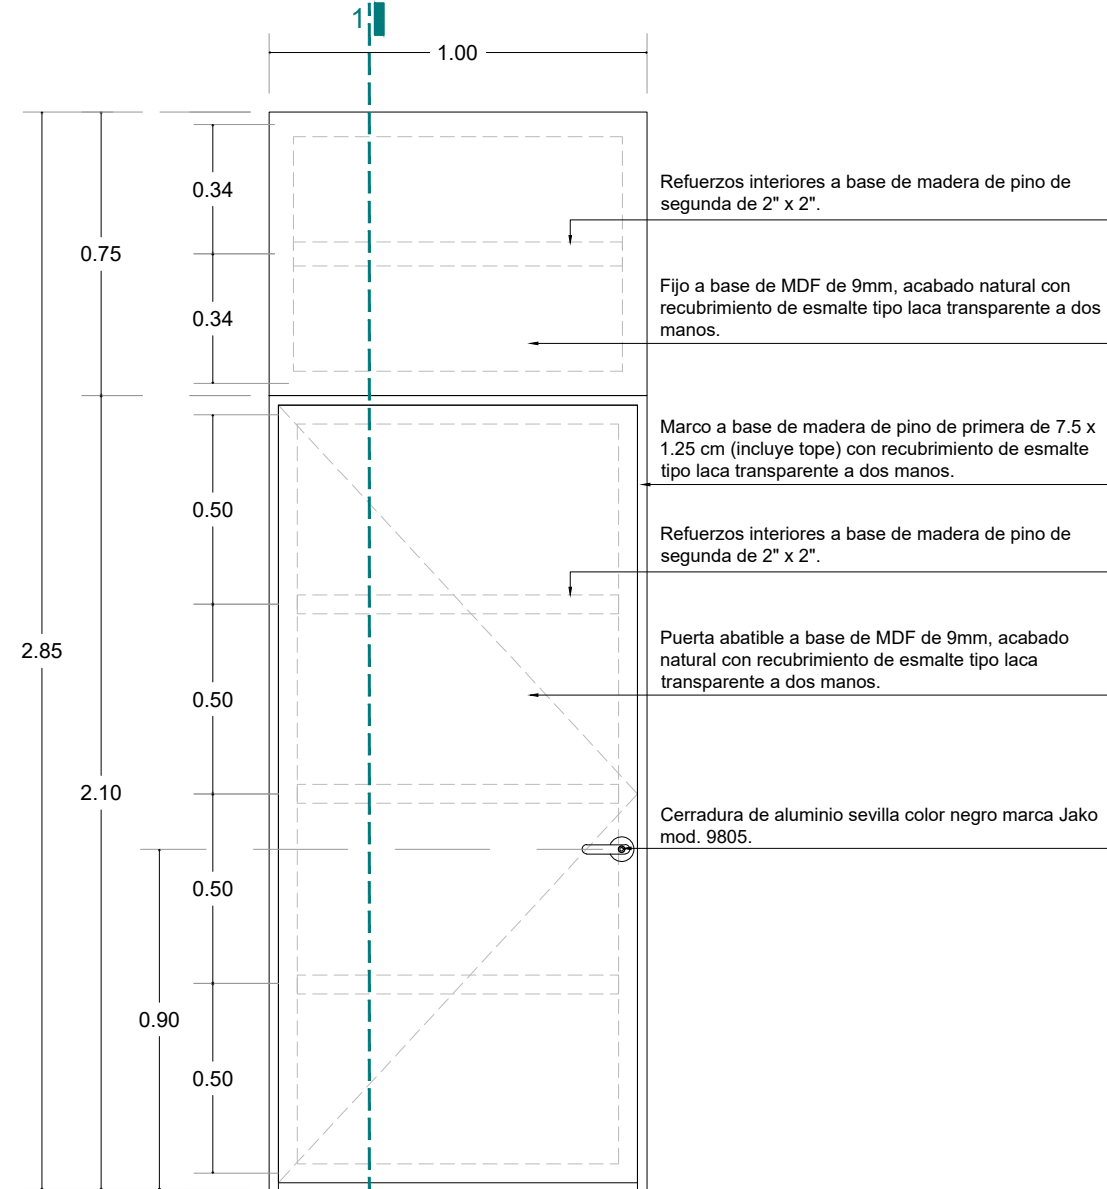 1
1.00
0.34
0.75
0.34
0.50
0.50
2.85
2.10
0.50
0.90
0.50
Refuerzos interiores a base de madera de pino de
segunda de 2" x 2".
Fijo a base de MDF de 9mm, acabado natural con
recubrimiento de esmalte tipo laca transparente a dos
manos.
Marco a base de madera de pino de primera de 7.5 x
1.25 cm (incluye tope) con recubrimiento de esmalte
tipo laca transparente a dos manos.
Refuerzos interiores a base de madera de pino de
segunda de 2" x 2".
Puerta abatible a base de MDF de 9mm, acabado
natural con recubrimiento de esmalte tipo laca
transparente a dos manos.
Cerradura de aluminio sevilla color negro marca Jako
mod. 9805.